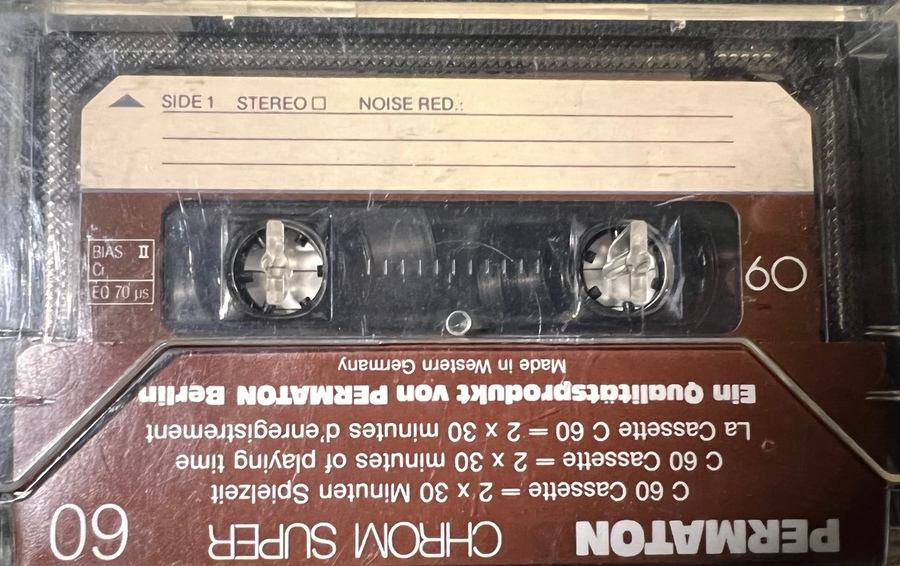 SIDE 1 STEREO NOISE RED.:
BIAS II
Cr
EQ 70 µs
60
PERMATON CHROM SUPER 60
C 60 Cassette = 2 x 30 Minuten Spielzeit
C 60 Cassette = 2 x 30 minutes of playing time
La Cassette C 60 = 2 x 30 minutes d'enregistrement
Ein Qualitätsprodukt von PERMATON Berlin
Made in Western Germany